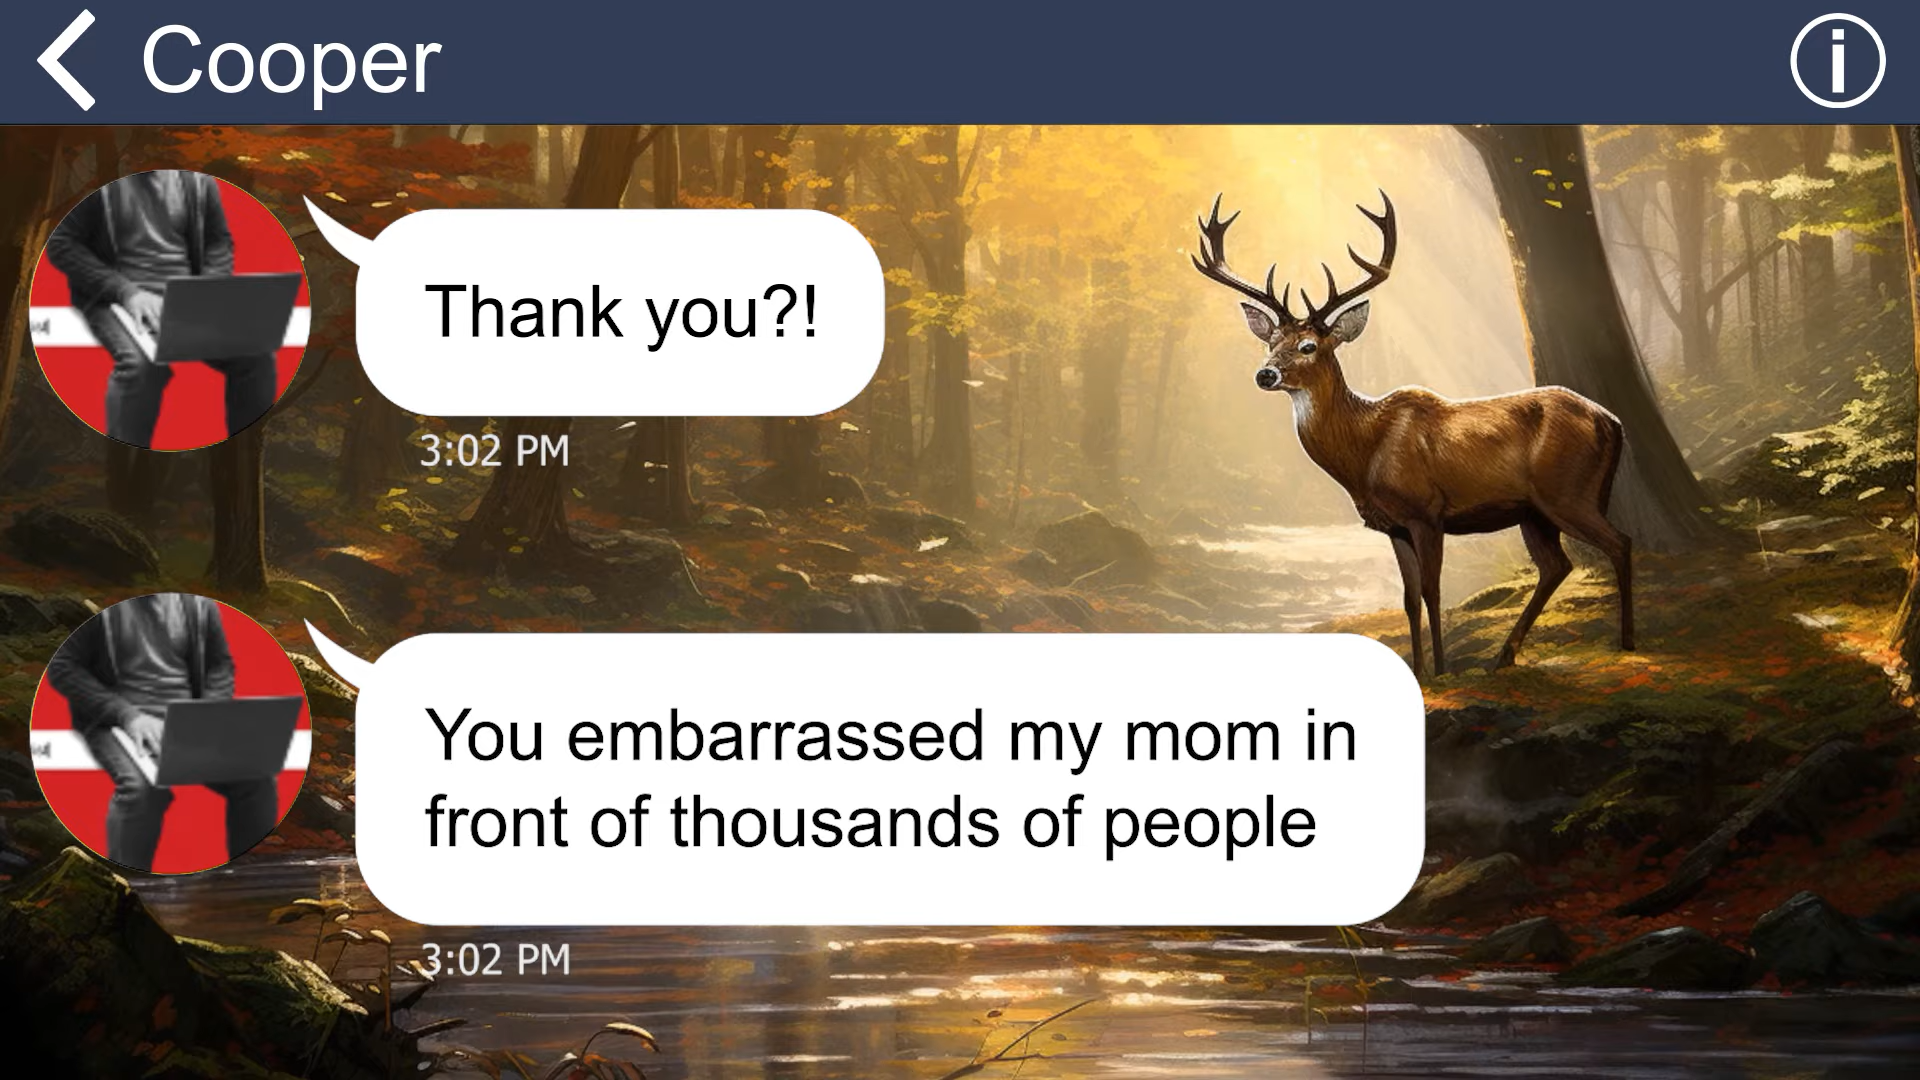 Cooper
Thank you?!
3:02 PM
You embarrassed my mom in
front of thousands of people
3:02 PM